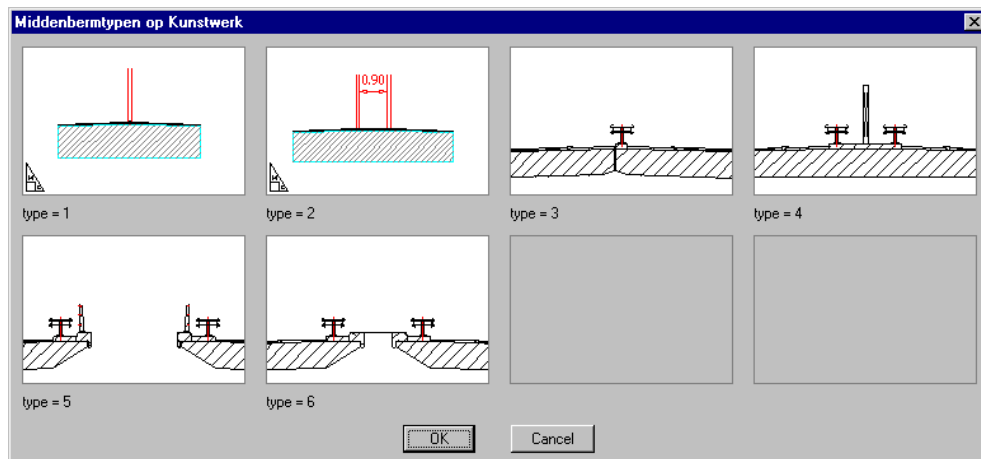 Middenbermtypen op Kunstwerk
0.90
type = 1
type = 2
type = 3
type = 4
type = 5
type = 6
OK
Cancel